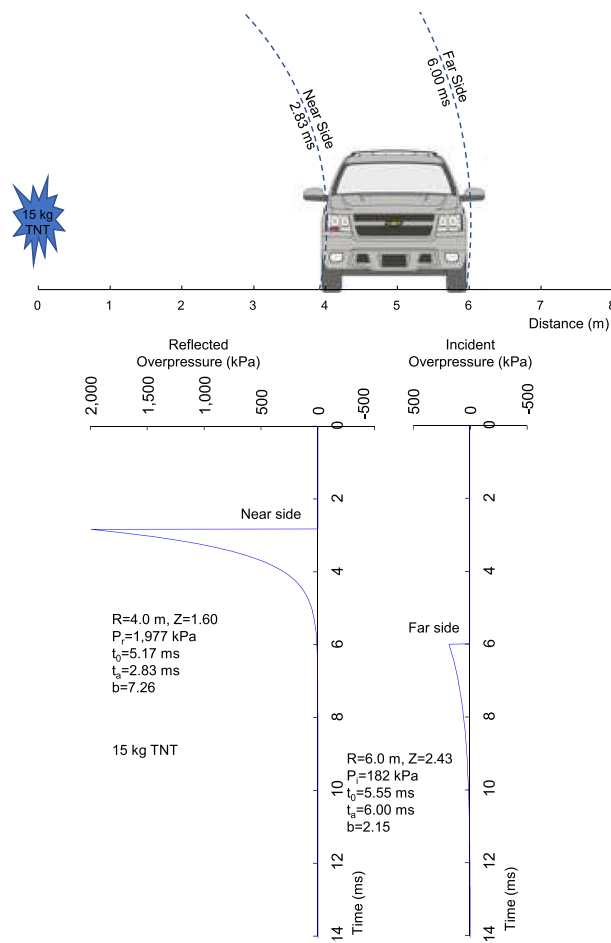 Near Side
2.83 ms
Far Side
6.00 ms
15 kg
TNT
0 1 2 3 4 5 6 7 8
Distance (m)
Reflected
Overpressure (kPa)
Incident
Overpressure (kPa)
2,000 1,500 1,000 500 0 -500
500 0 -500
Near side
Far side
R=4.0 m, Z=1.60
Pr=1,977 kPa
t0=5.17 ms
ta=2.83 ms
b=7.26
15 kg TNT
R=6.0 m, Z=2.43
Pi=182 kPa
t0=5.55 ms
ta=6.00 ms
b=2.15
0 2 4 6 8 10 12 14
Time (ms)
0 2 4 6 8 10 12 14
Time (ms)